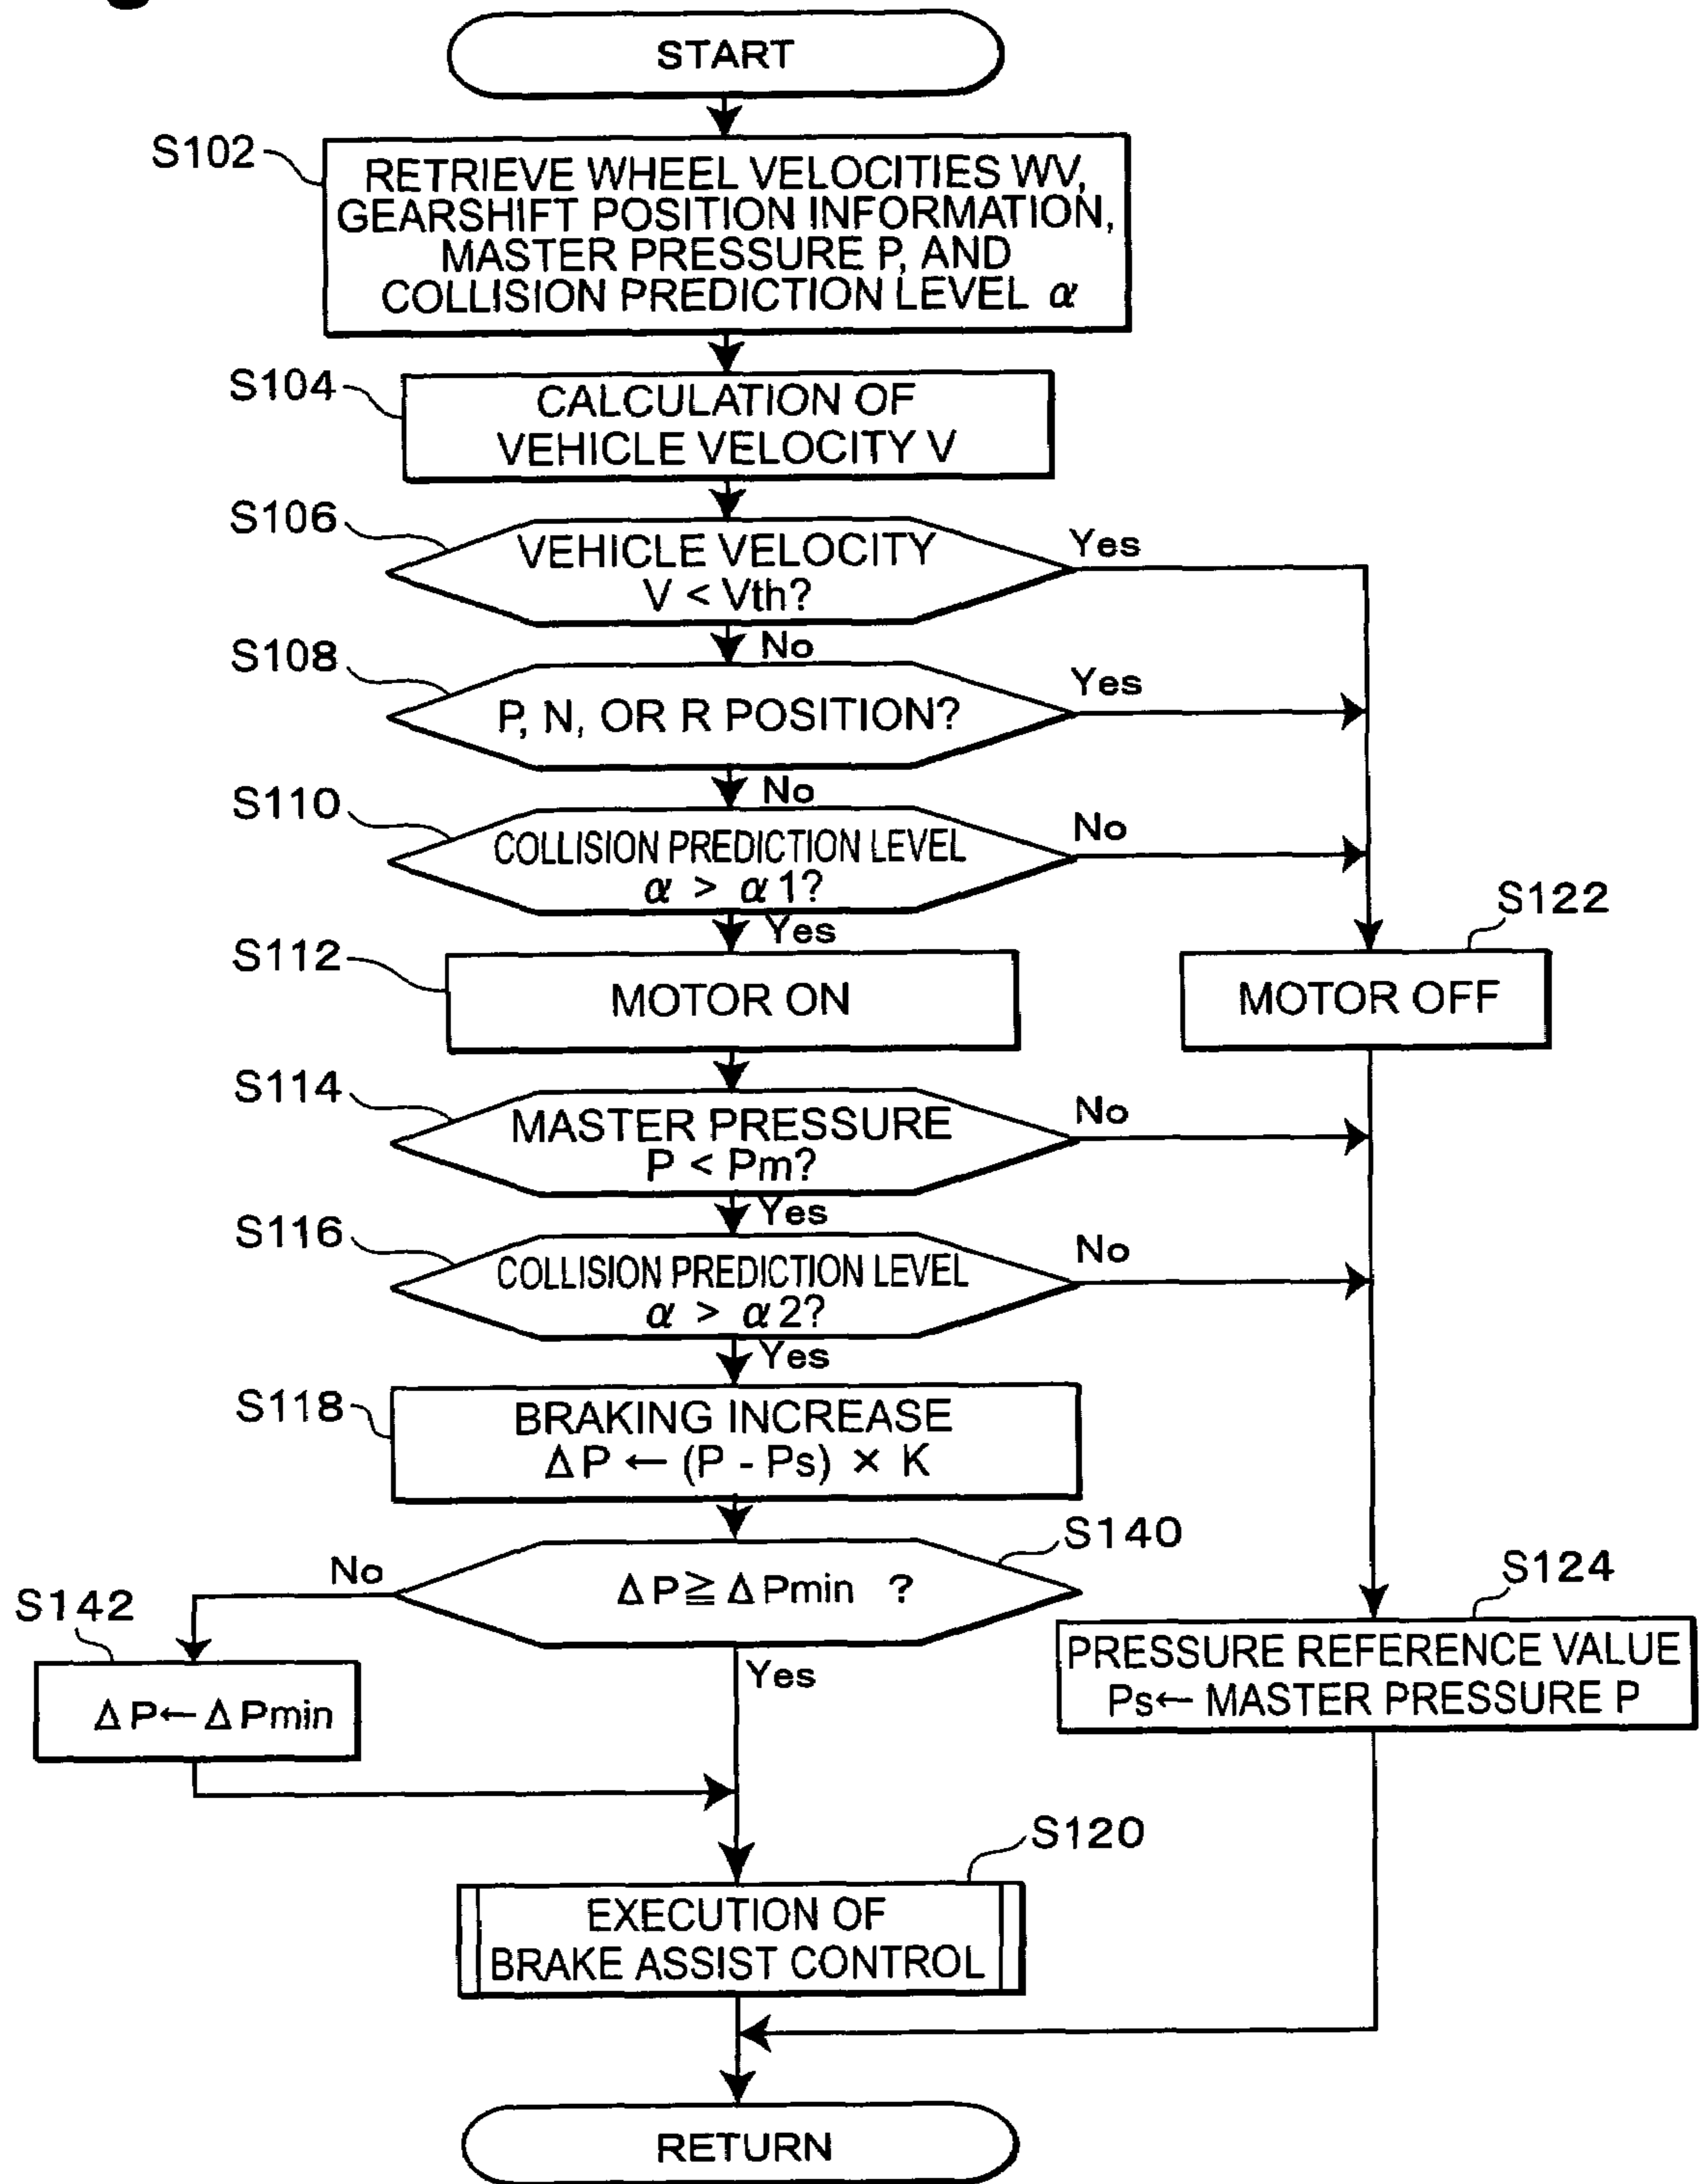 START
S102
RETRIEVE WHEEL VELOCITIES WV,
GEARSHIFT POSITION INFORMATION,
MASTER PRESSURE P, AND
COLLISION PREDICTION LEVEL α
S104
CALCULATION OF
VEHICLE VELOCITY V
S106
VEHICLE VELOCITY
V < Vth?
Yes
No
S108
P, N, OR R POSITION?
Yes
No
S110
COLLISION PREDICTION LEVEL
α > α1?
No
Yes
S112
MOTOR ON
S122
MOTOR OFF
S114
MASTER PRESSURE
P < Pm?
No
Yes
S116
COLLISION PREDICTION LEVEL
α > α2?
No
Yes
S118
BRAKING INCREASE
ΔP ← (P - Ps) × K
S140
ΔP ≧ ΔPmin ?
No
Yes
S142
ΔP ← ΔPmin
S124
PRESSURE REFERENCE VALUE
Ps ← MASTER PRESSURE P
S120
EXECUTION OF
BRAKE ASSIST CONTROL
RETURN